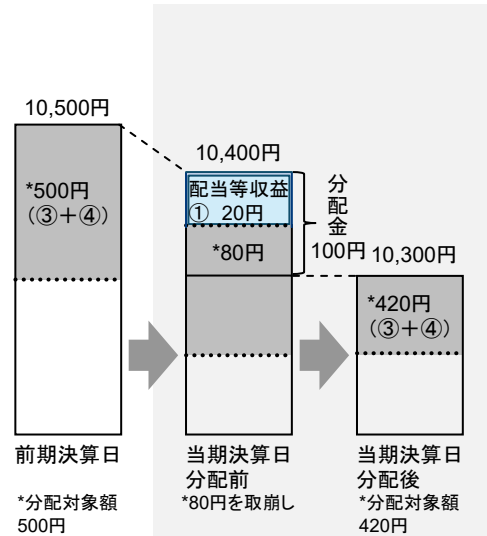 10,500円
*500円
(③+④)
前期決算日
*分配対象額
500円
10,400円
配当等収益
① 20円
*80円
分配金
100円
当期決算日
分配前
*80円を取崩し
10,300円
*420円
(③+④)
当期決算日
分配後
*分配対象額
420円